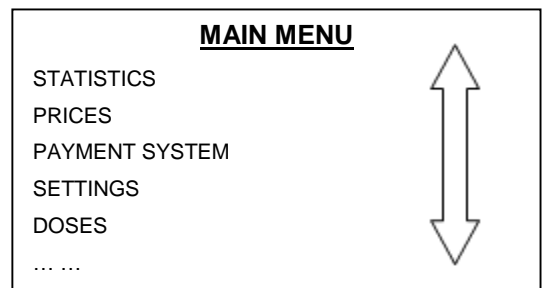 MAIN MENU
STATISTICS
PRICES
PAYMENT SYSTEM
SETTINGS
DOSES
… …